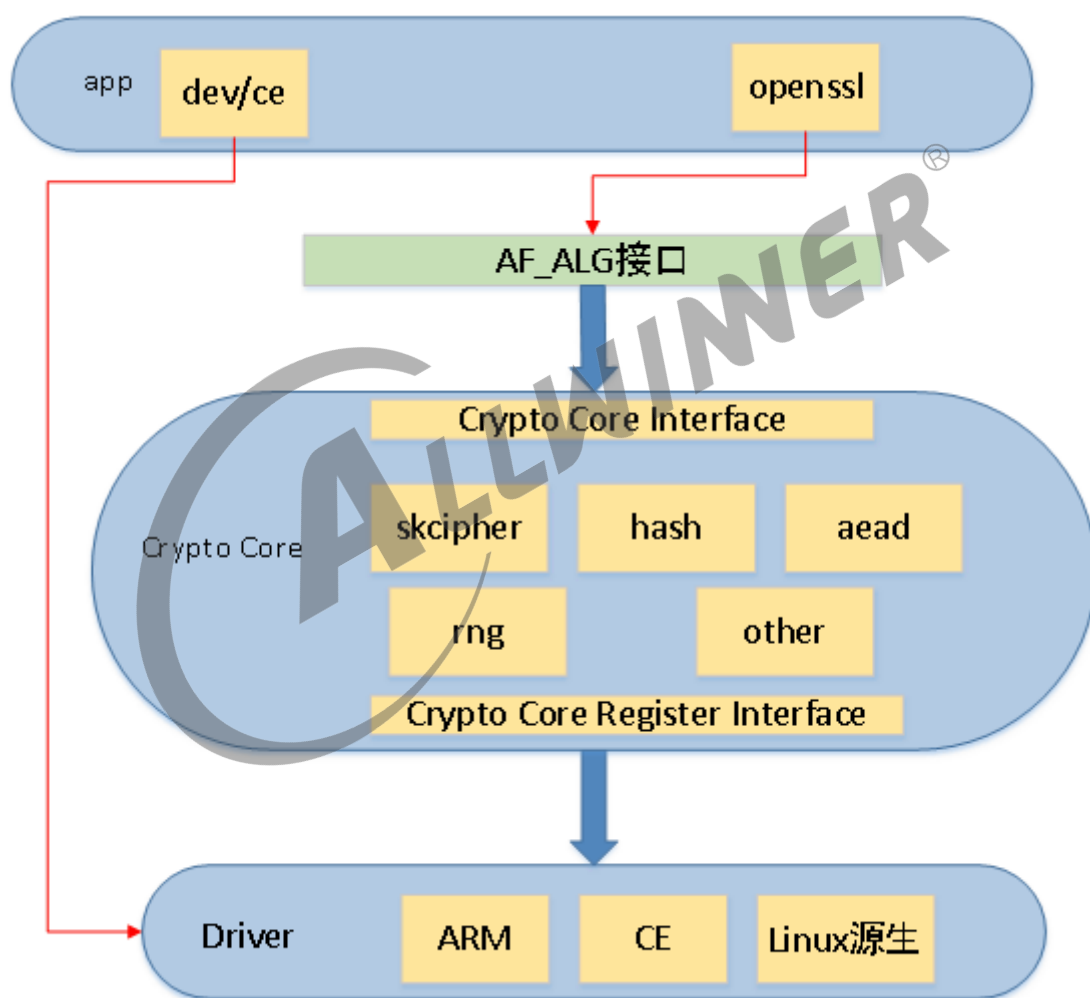 app
dev/ce
openssl
AF_ALG接口
ALLWINNER®
Crypto Core Interface
skcipher
hash
aead
Crypto Core
rng
other
Crypto Core Register Interface
Driver
ARM
CE
Linux源生